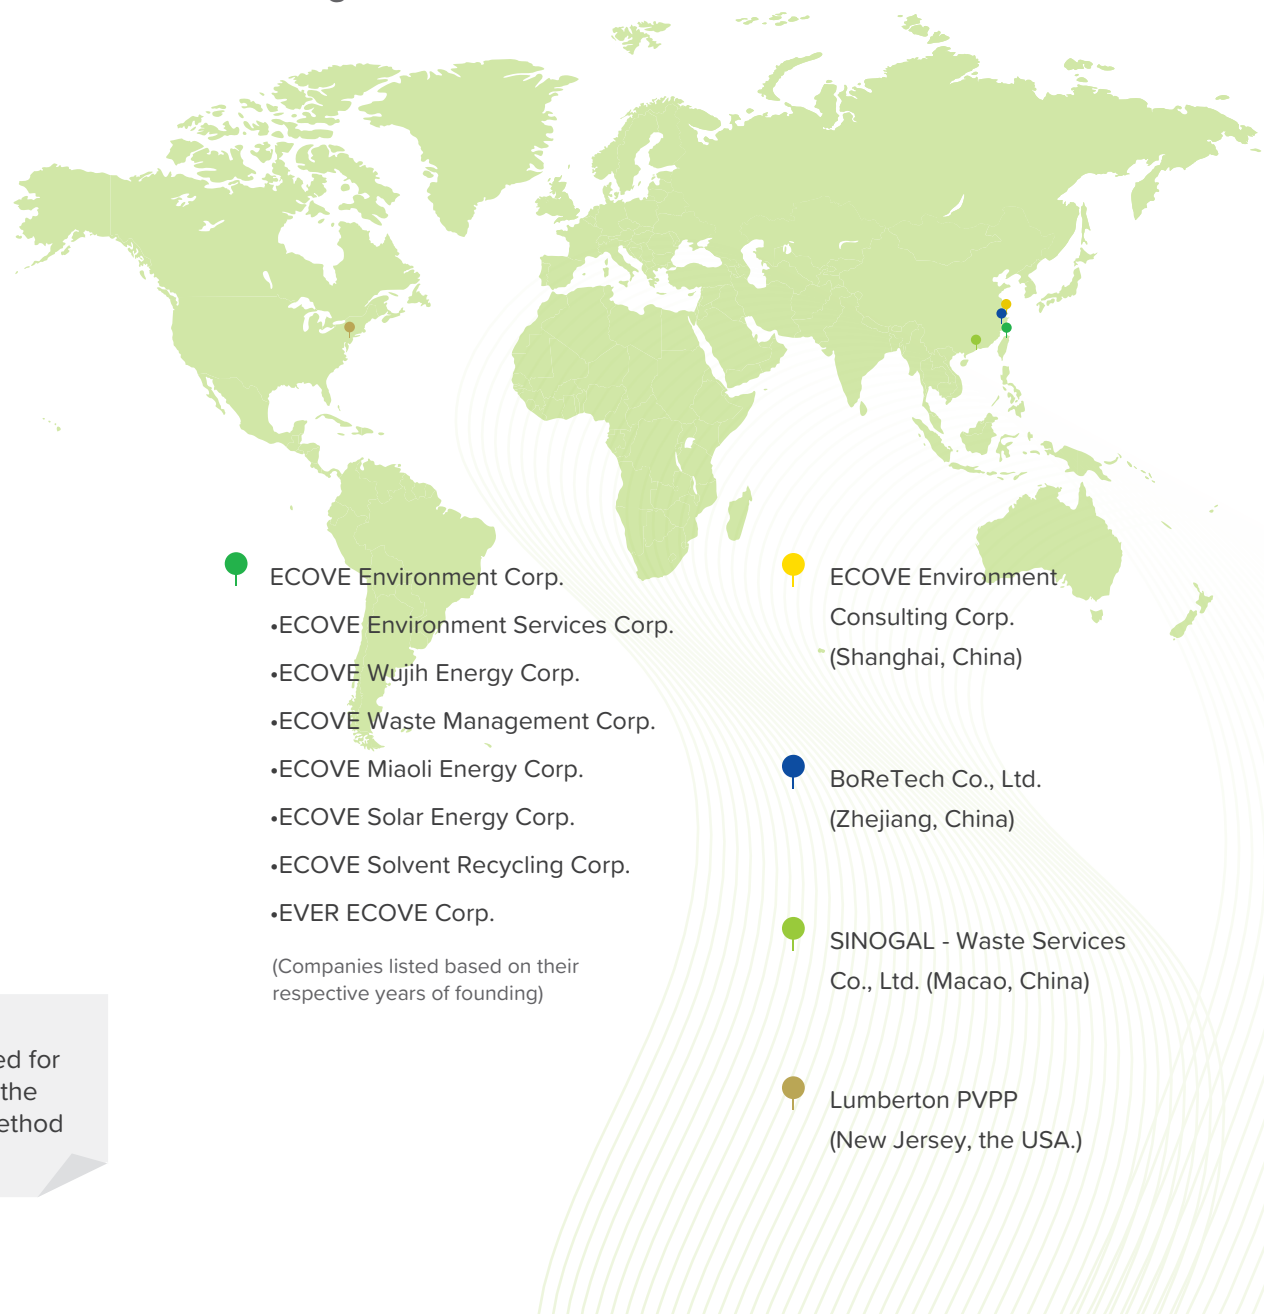 ECOVE Environment Corp.
•ECOVE Environment Services Corp.
•ECOVE Wujih Energy Corp.
•ECOVE Waste Management Corp.
•ECOVE Miaoli Energy Corp.
•ECOVE Solar Energy Corp.
•ECOVE Solvent Recycling Corp.
•EVER ECOVE Corp.
(Companies listed based on their
respective years of founding)
ECOVE Environment
Consulting Corp.
(Shanghai, China)
BoReTech Co., Ltd.
(Zhejiang, China)
SINOGAL - Waste Services
Co., Ltd. (Macao, China)
Lumberton PVPP
(New Jersey, the USA.)
ed for
the
ethod